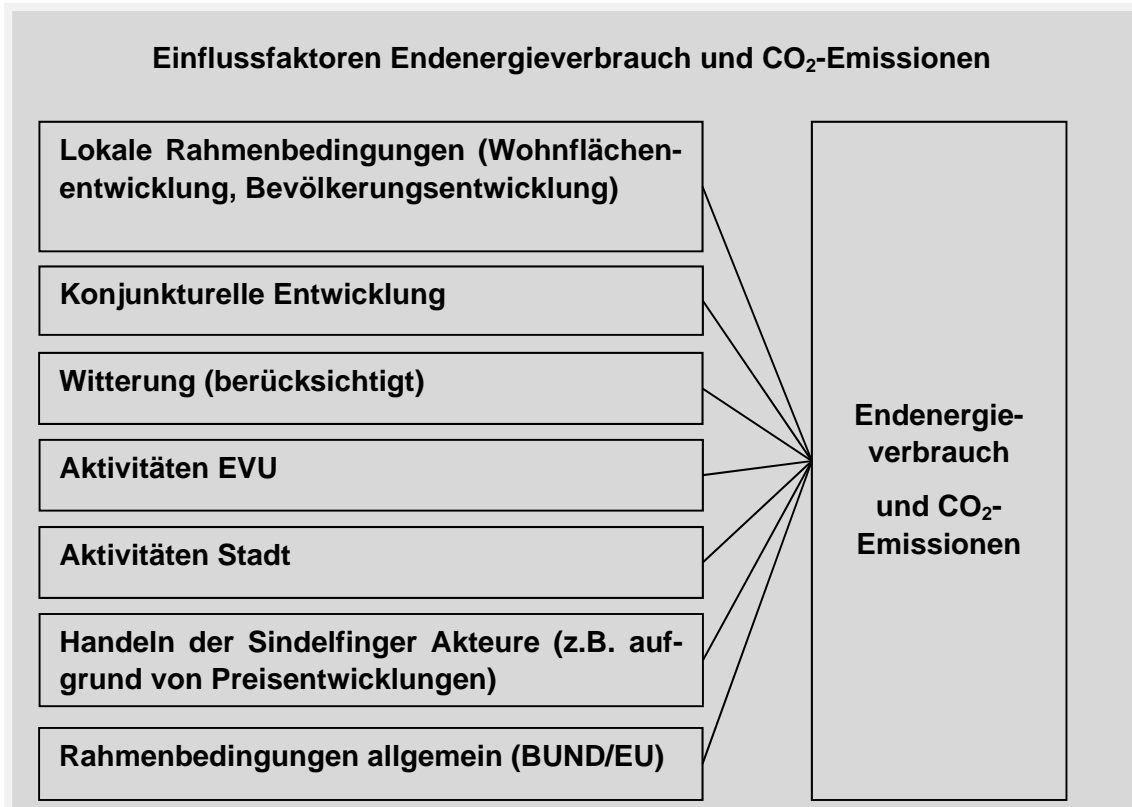 Einflussfaktoren Endenergieverbrauch und CO₂-Emissionen
Lokale Rahmenbedingungen (Wohnflächen-
entwicklung, Bevölkerungsentwicklung)
Konjunkturelle Entwicklung
Witterung (berücksichtigt)
Aktivitäten EVU
Aktivitäten Stadt
Handeln der Sindelfinger Akteure (z.B. auf-
grund von Preisentwicklungen)
Rahmenbedingungen allgemein (BUND/EU)
Endenergie-
verbrauch
und CO₂-
Emissionen